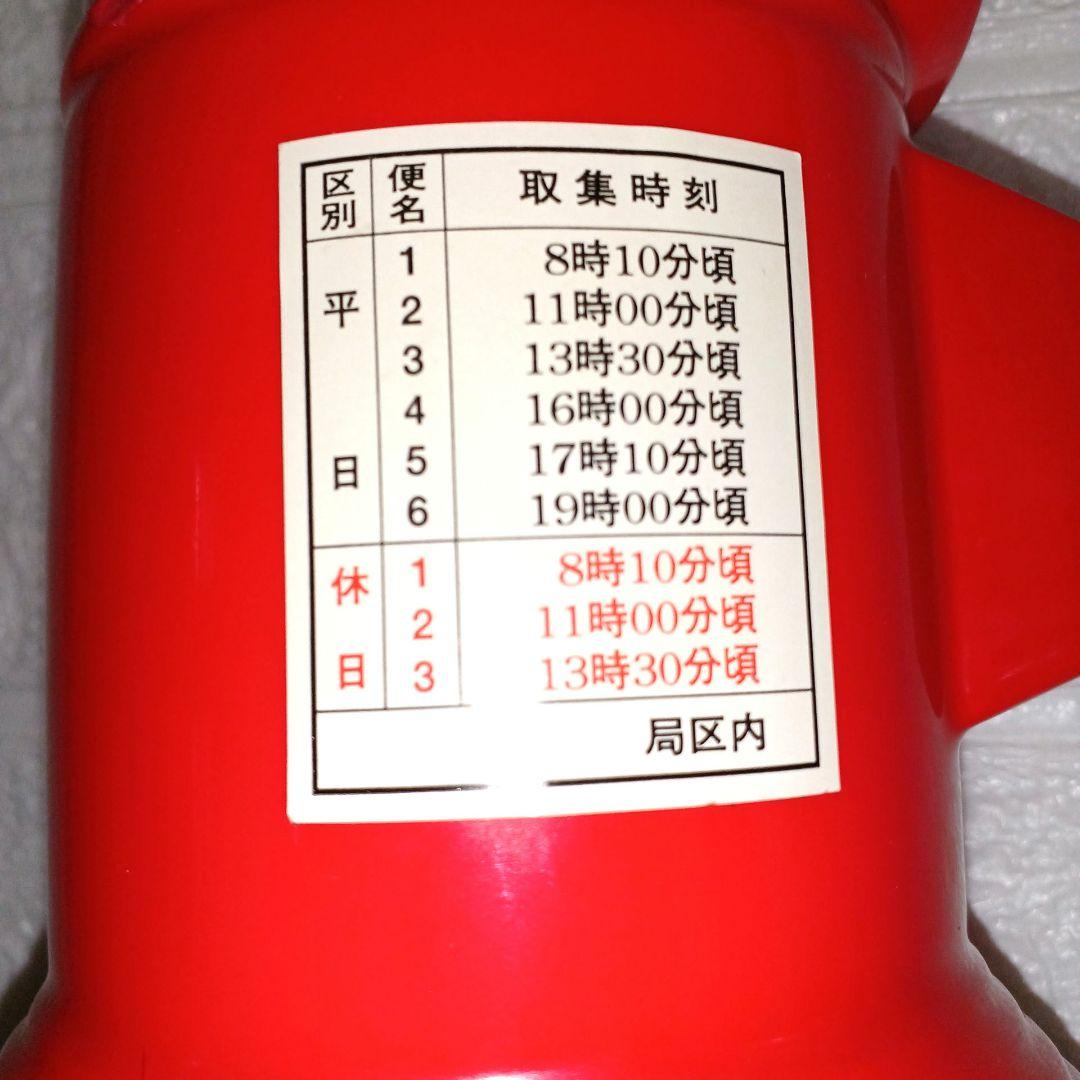 区別 便名 取集時刻
平日 1 8時10分頃
2 11時00分頃
3 13時30分頃
4 16時00分頃
5 17時10分頃
6 19時00分頃
休日 1 8時10分頃
2 11時00分頃
3 13時30分頃
局区内